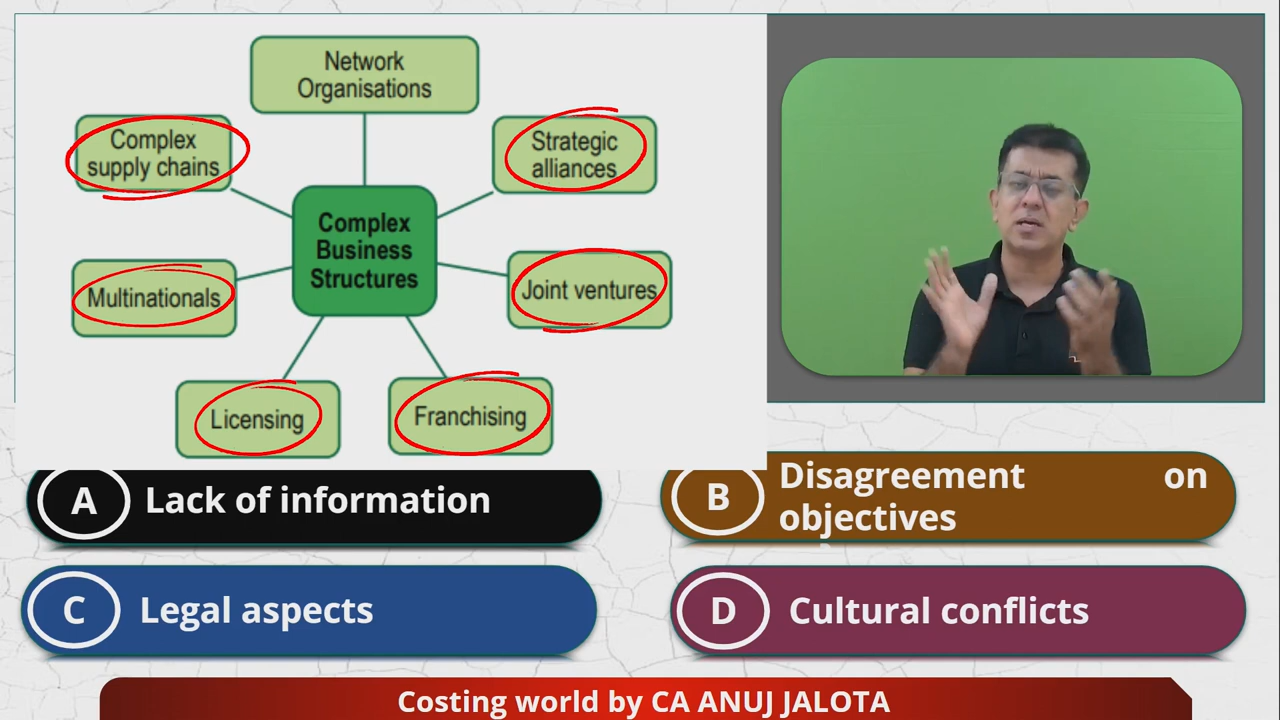 Network
Organisations
Complex
supply chains
Strategic
alliances
Complex
Business
Structures
Multinationals
Joint ventures
Licensing
Franchising
A Lack of information
B Disagreement on
objectives
C Legal aspects
D Cultural conflicts
Costing world by CA ANUJ JALOTA